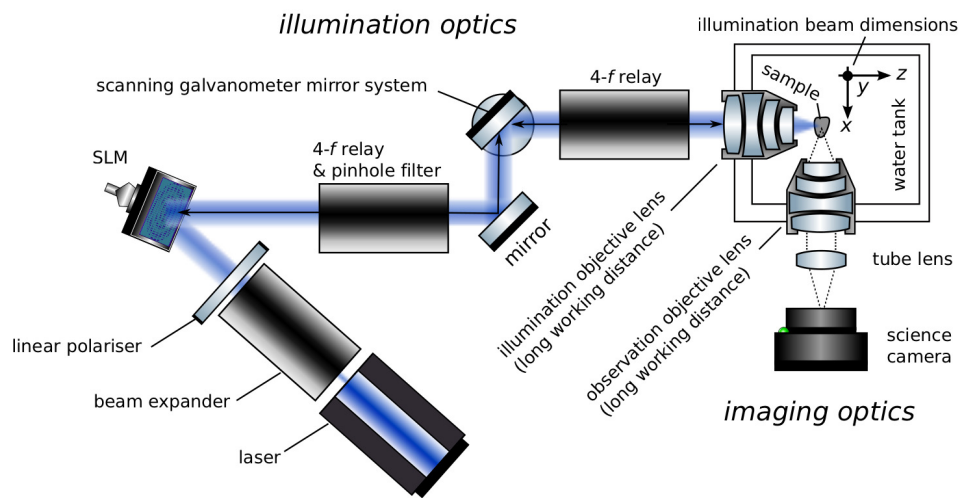 illumination optics
illumination beam dimensions
scanning galvanometer mirror system
4-f relay
sample
z
y
x
water tank
SLM
4-f relay
& pinhole filter
mirror
illumination objective lens
(long working distance)
observation objective lens
(long working distance)
tube lens
linear polariser
science
camera
beam expander
imaging optics
laser